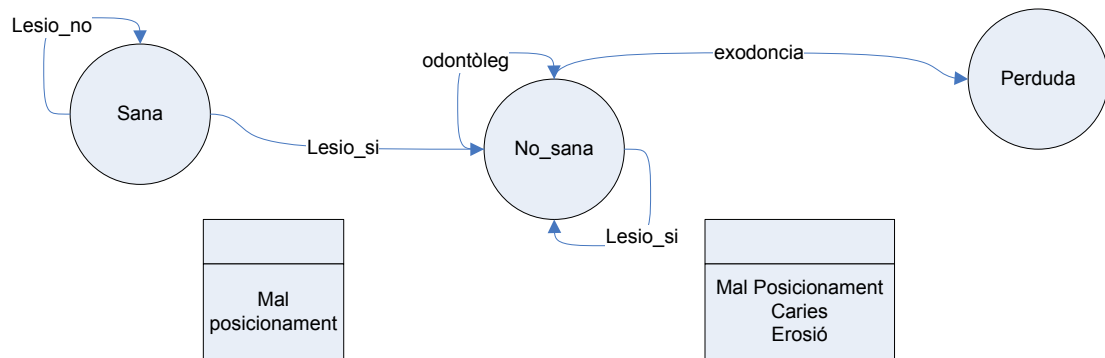 Lesio_no
odontòleg
exodoncia
Sana
Perduda
Lesio_si
No_sana
Lesio_si
Mal
posicionament
Mal Posicionament
Caries
Erosió